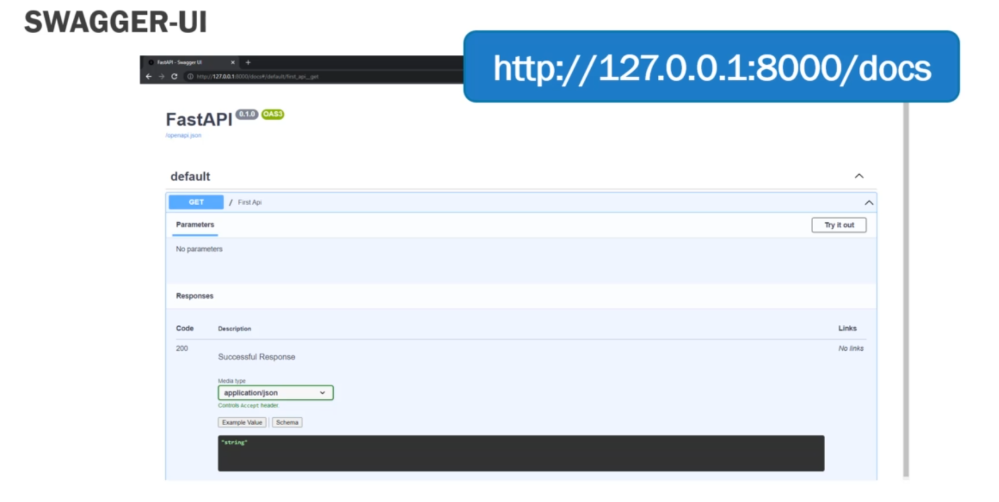 SWAGGER-UI
http://127.0.0.1:8000/docs
FastAPI - Swagger UI
http://127.0.0.1:8000/docs#/default/first_api__get
FastAPI 0.1.0 OAS3
/openapi.json
default
GET / First Api
Parameters Try it out
No parameters
Responses
Code Description Links
200 No links
Successful Response
Media type
application/json
Controls Accept header.
Example Value Schema
"string"